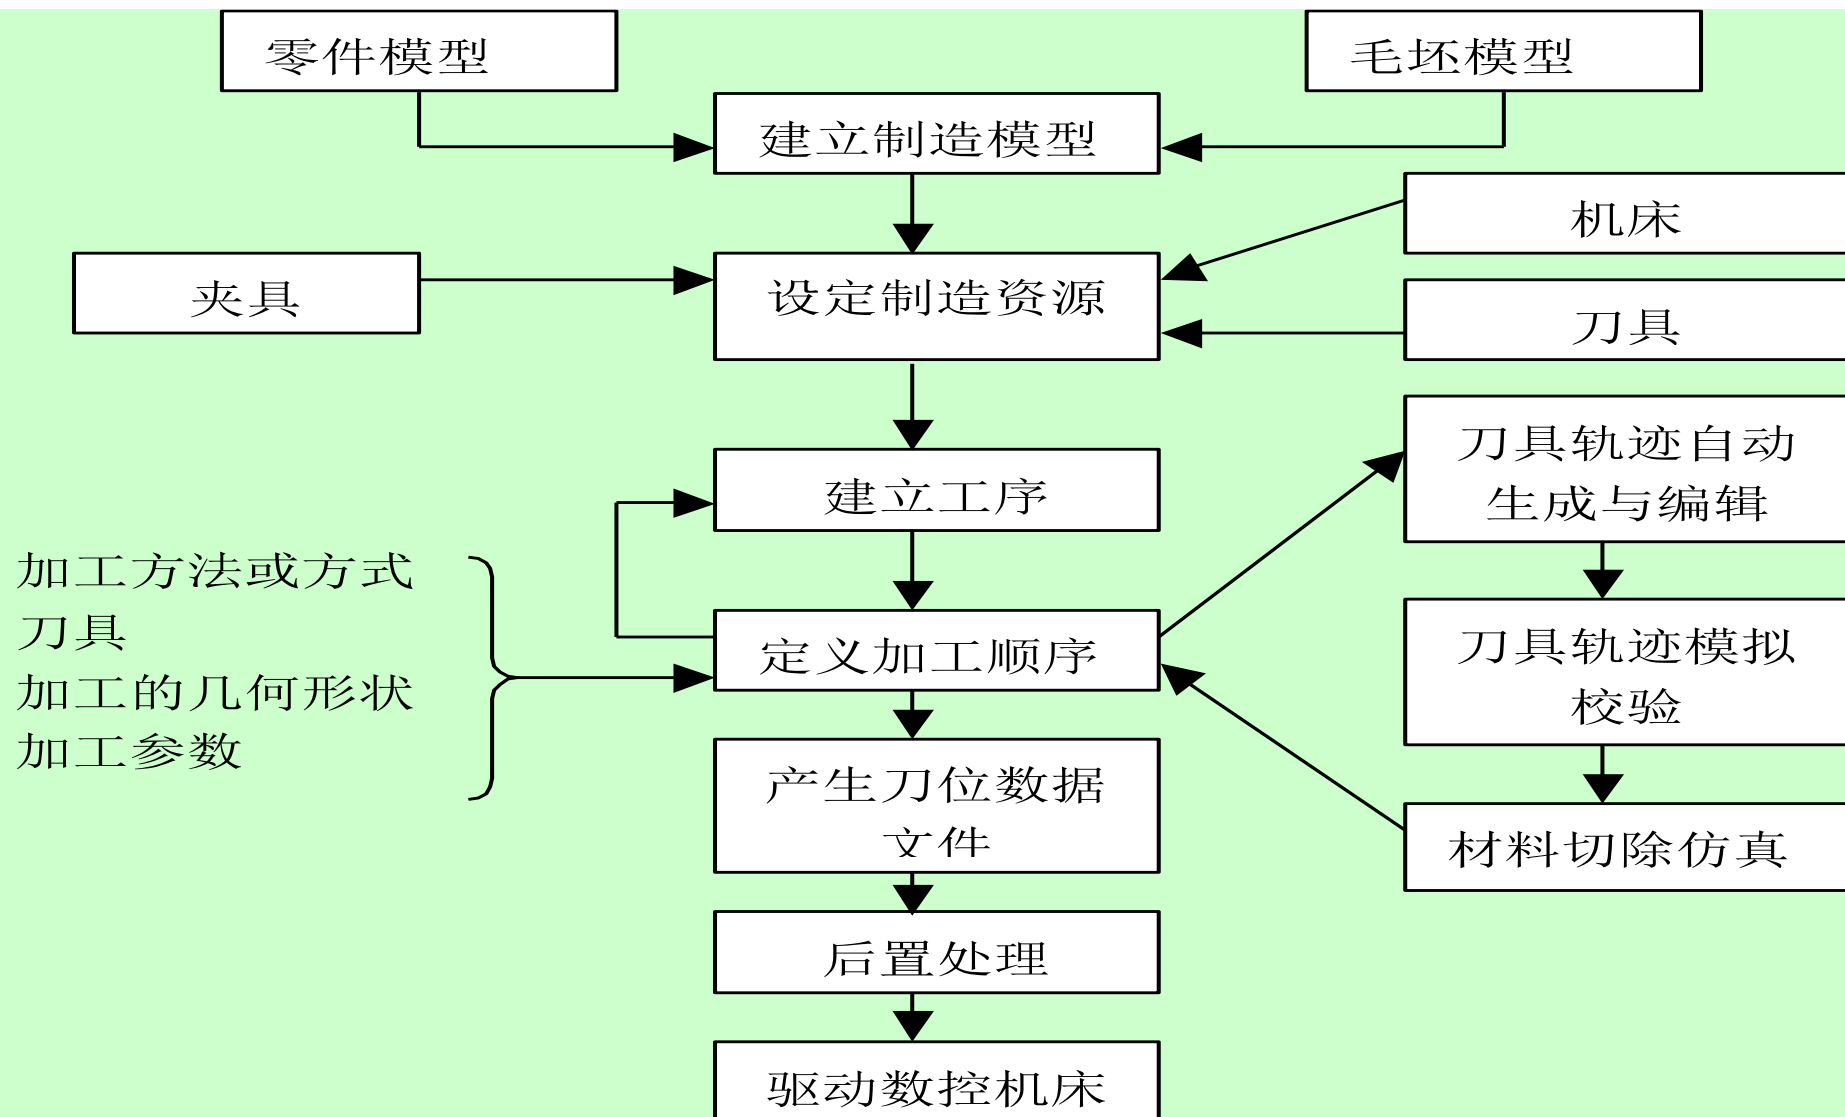 零件模型
毛坯模型
建立制造模型
机床
夹具
设定制造资源
刀具
刀具轨迹自动
生成与编辑
建立工序
加工方法或方式
刀具
加工的几何形状
加工参数
定义加工顺序
刀具轨迹模拟
校验
产生刀位数据
文件
材料切除仿真
后置处理
驱动数控机床